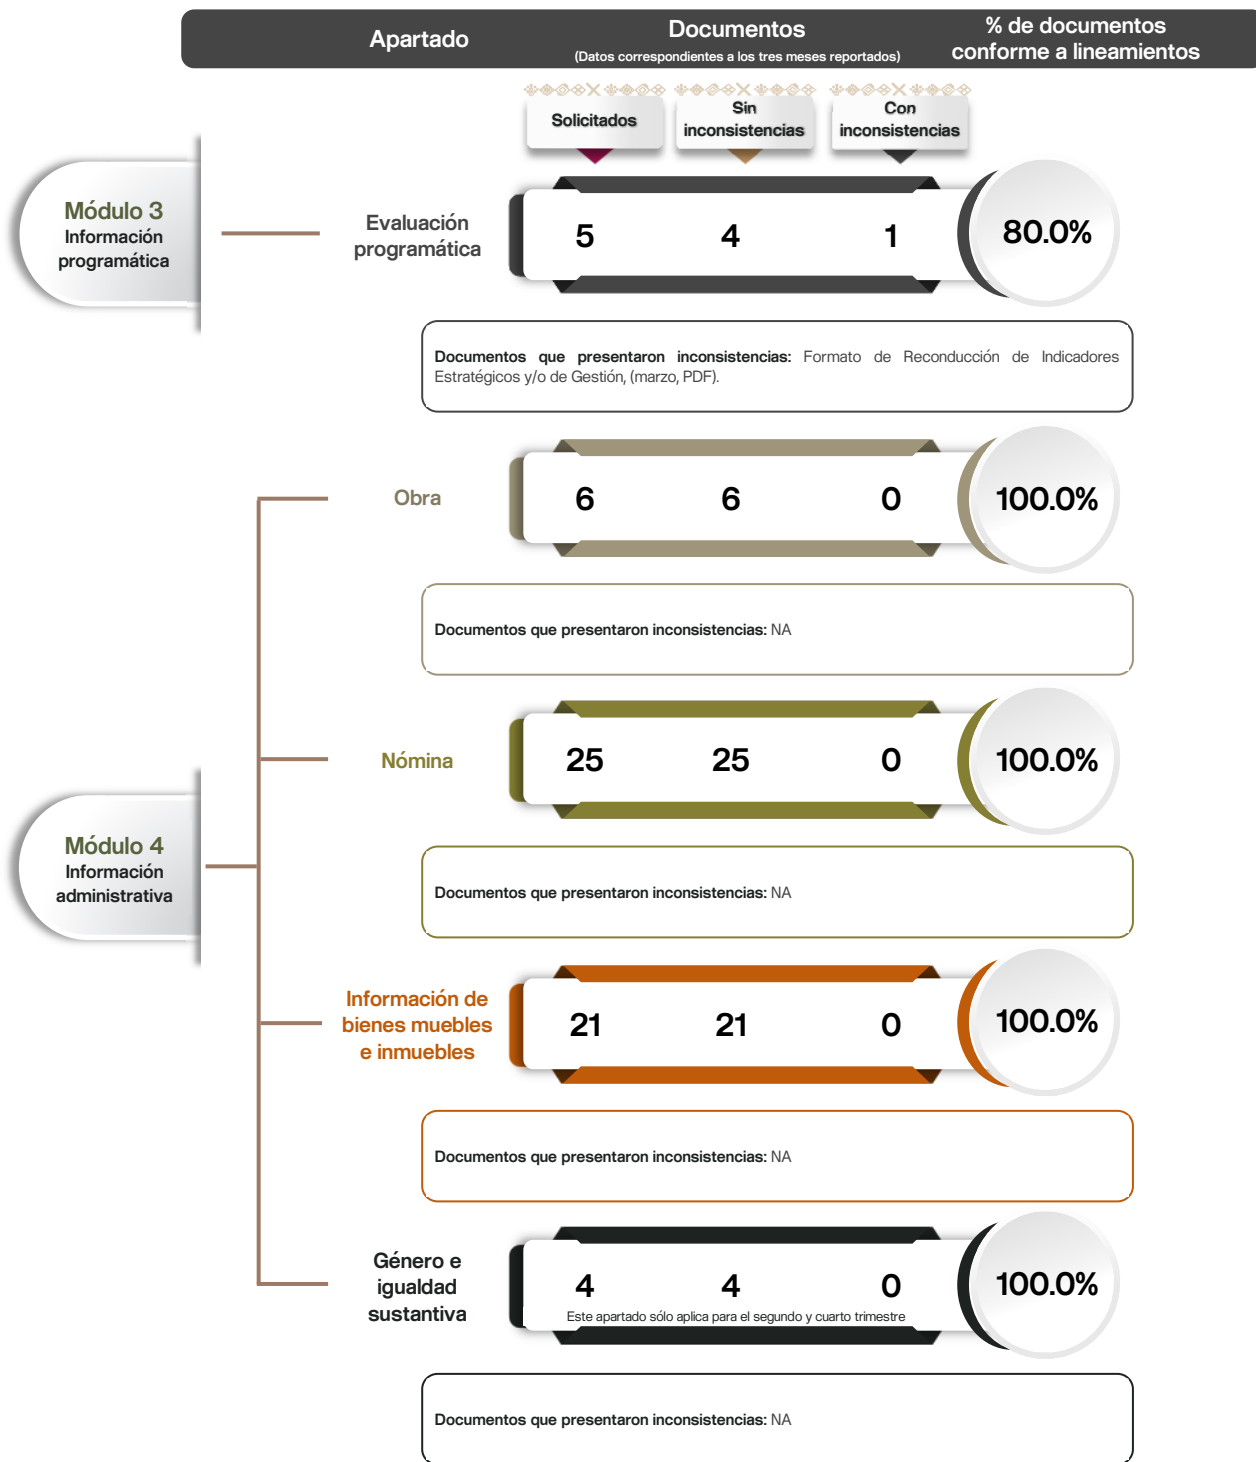 Apartado
Documentos
(Datos correspondientes a los tres meses reportados)
% de documentos
conforme a lineamientos
Solicitados
Sin
inconsistencias
Con
inconsistencias
Módulo 3
Información
programática
Evaluación
programática
5 4 1 80.0%
Documentos que presentaron inconsistencias: Formato de Reconducción de Indicadores
Estratégicos y/o de Gestión, (marzo, PDF).
Módulo 4
Información
administrativa
Obra
6 6 0 100.0%
Documentos que presentaron inconsistencias: NA
Nómina
25 25 0 100.0%
Documentos que presentaron inconsistencias: NA
Información de
bienes muebles
e inmuebles
21 21 0 100.0%
Documentos que presentaron inconsistencias: NA
Género e
igualdad
sustantiva
4 4 0 100.0%
Este apartado sólo aplica para el segundo y cuarto trimestre
Documentos que presentaron inconsistencias: NA